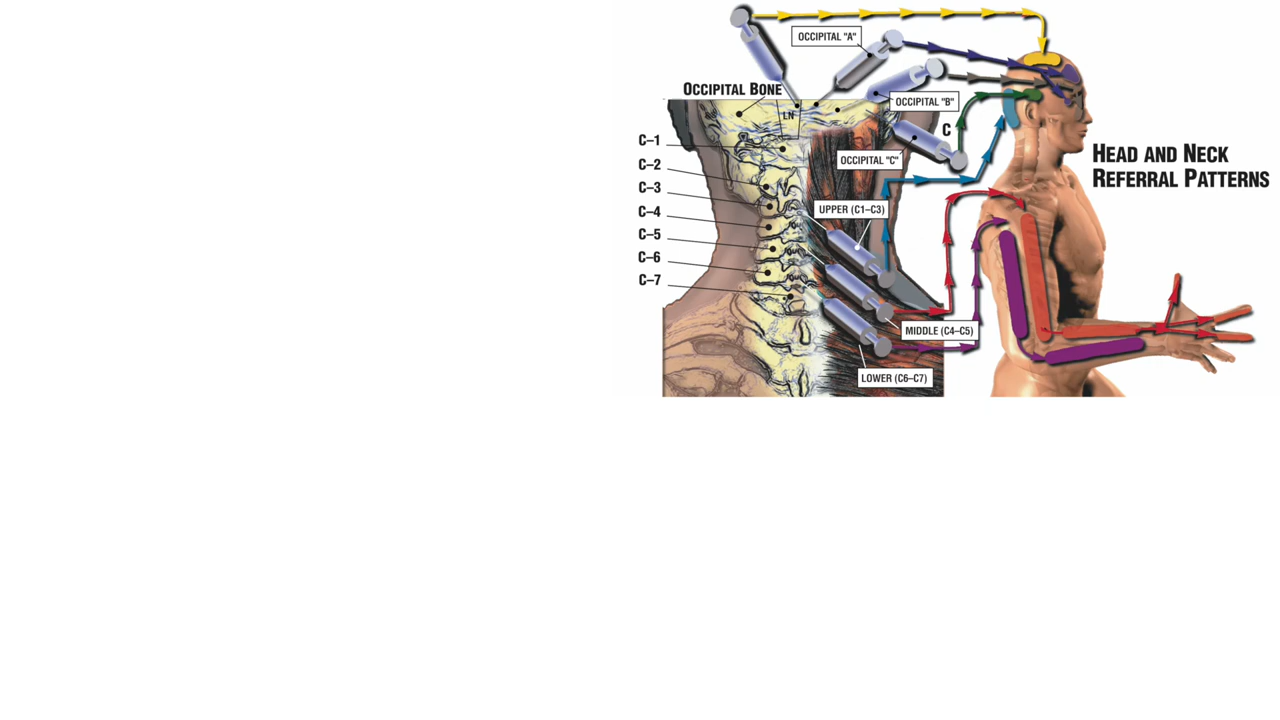 OCCIPITAL "A"
OCCIPITAL BONE
OCCIPITAL "B"
LN
C
C–1
OCCIPITAL "C"
HEAD AND NECK
REFERRAL PATTERNS
C–2
C–3
UPPER (C1–C3)
C–4
C–5
C–6
C–7
MIDDLE (C4–C5)
LOWER (C6–C7)